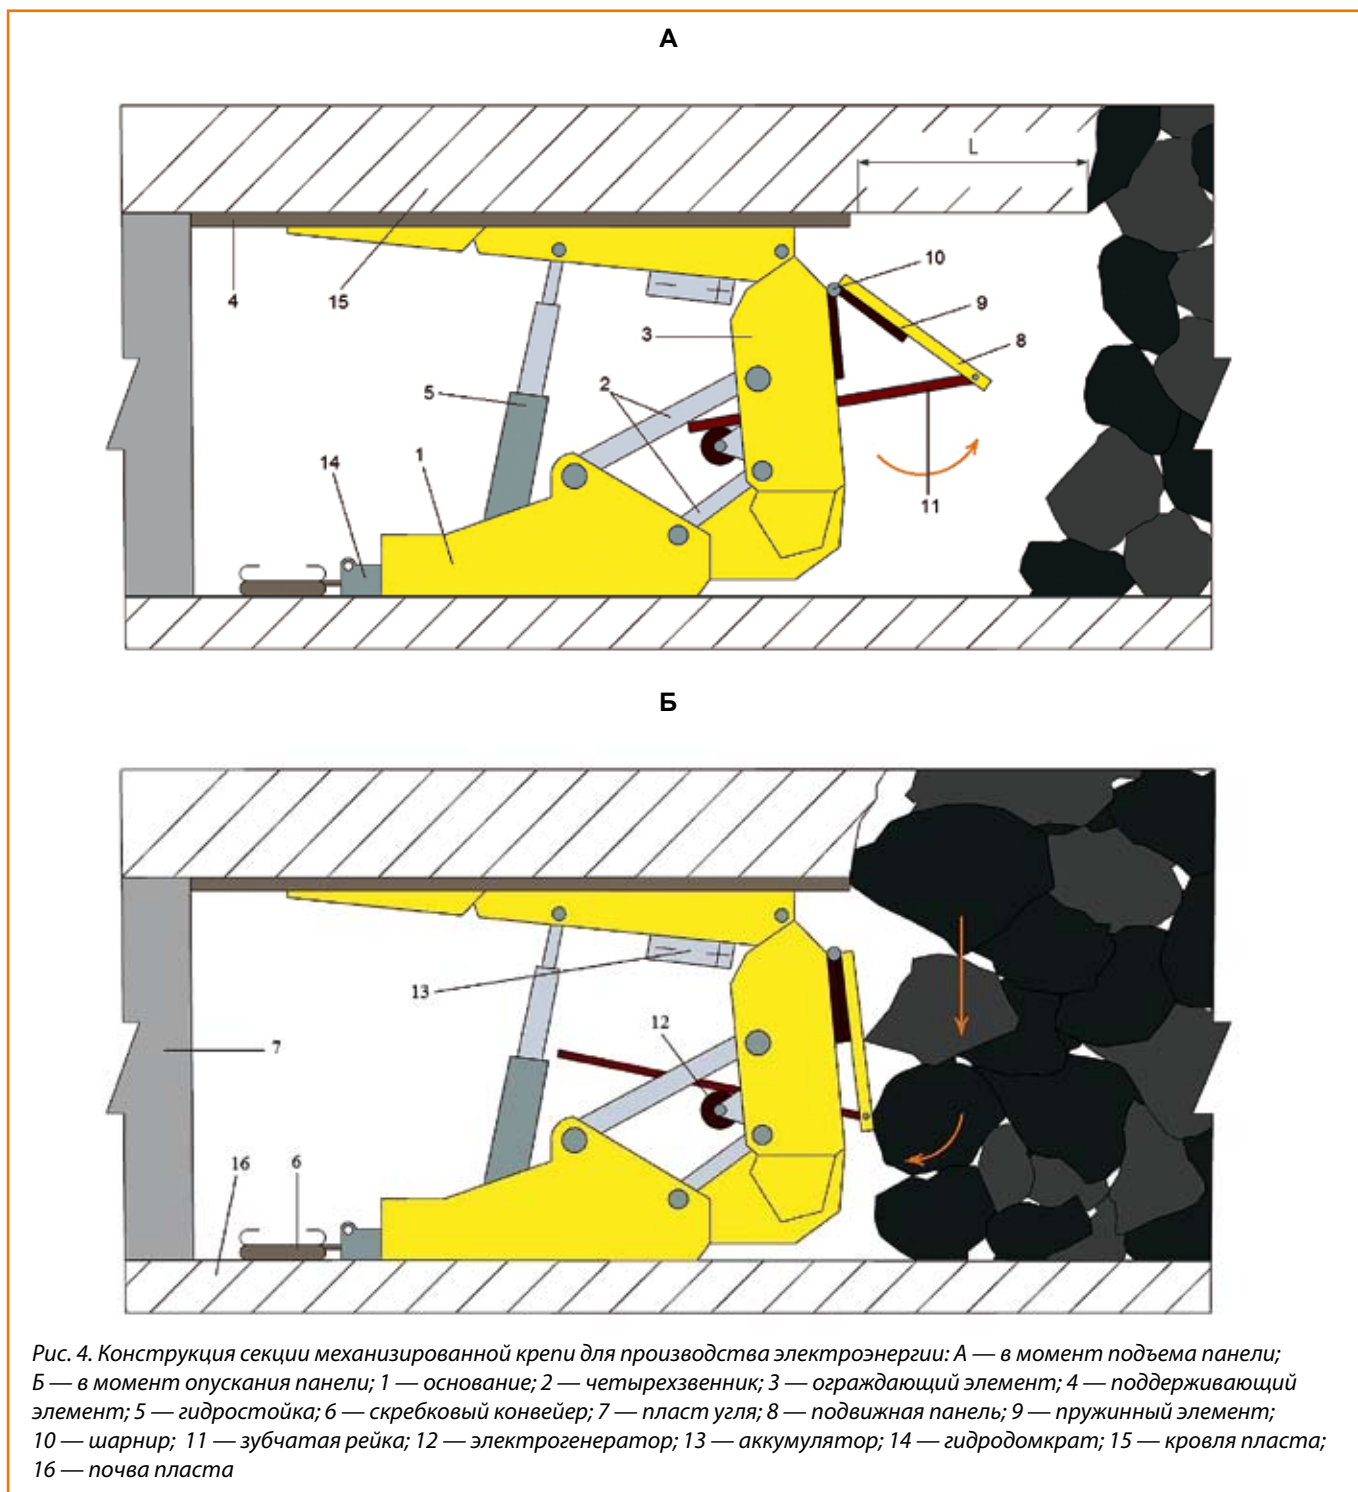 А
L
10
9
4
15
3
8
2
5
14
1
11
Б
13
12
7
16
6
Рис. 4. Конструкция секции механизированной крепи для производства электроэнергии: А — в момент подъема панели;
Б — в момент опускания панели; 1 — основание; 2 — четырехзвенник; 3 — ограждающий элемент; 4 — поддерживающий
элемент; 5 — гидростойка; 6 — скребковый конвейер; 7 — пласт угля; 8 — подвижная панель; 9 — пружинный элемент;
10 — шарнир; 11 — зубчатая рейка; 12 — электрогенератор; 13 — аккумулятор; 14 — гидродомкрат; 15 — кровля пласта;
16 — почва пласта